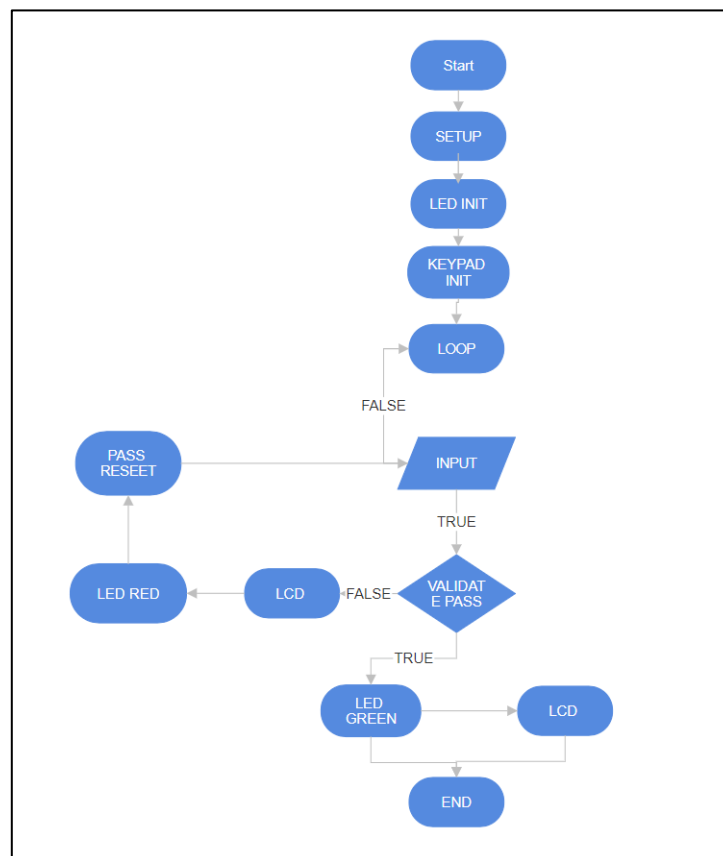 Start
SETUP
LED INIT
KEYPAD
INIT
LOOP
FALSE
PASS
RESEET
INPUT
TRUE
VALIDAT
E PASS
FALSE
LCD
LED RED
TRUE
LED
GREEN
LCD
END